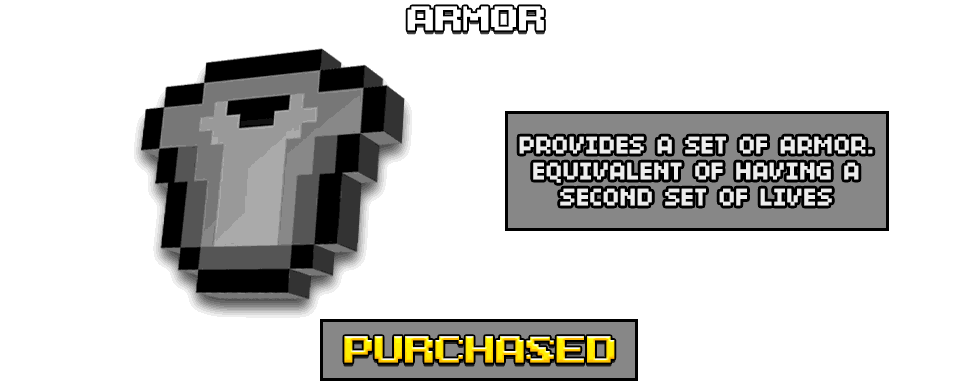 ARMOR
PROVIDES A SET OF ARMOR.
EQUIVALENT OF HAVING A
SECOND SET OF LIVES
PURCHASED